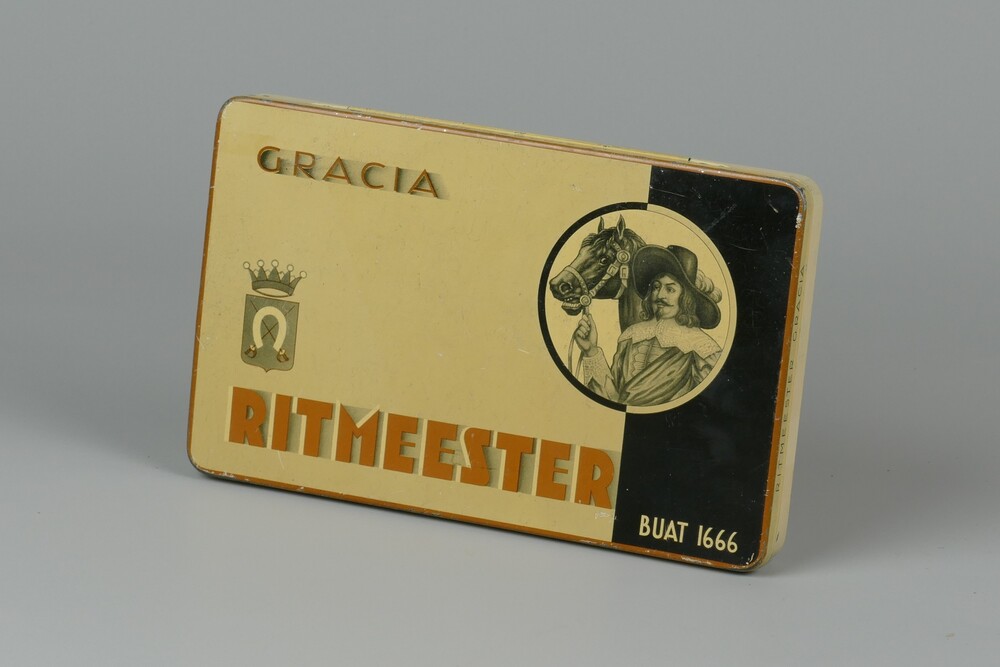 GRACIA
RITMEESTER
BUAT 1666
RITMEESTER GRACIA